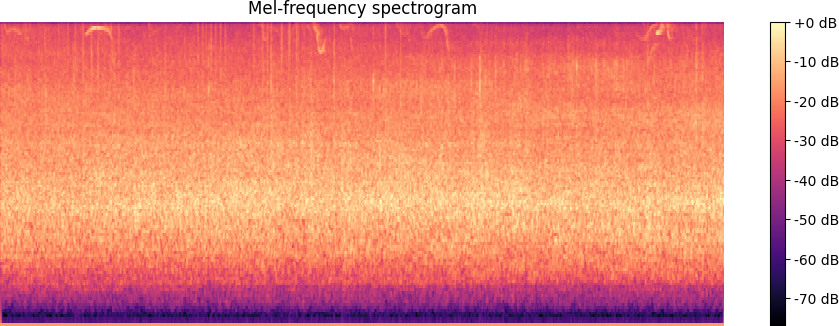 Mel-frequency spectrogram
+0 dB
-10 dB
-20 dB
-30 dB
-40 dB
-50 dB
-60 dB
-70 dB